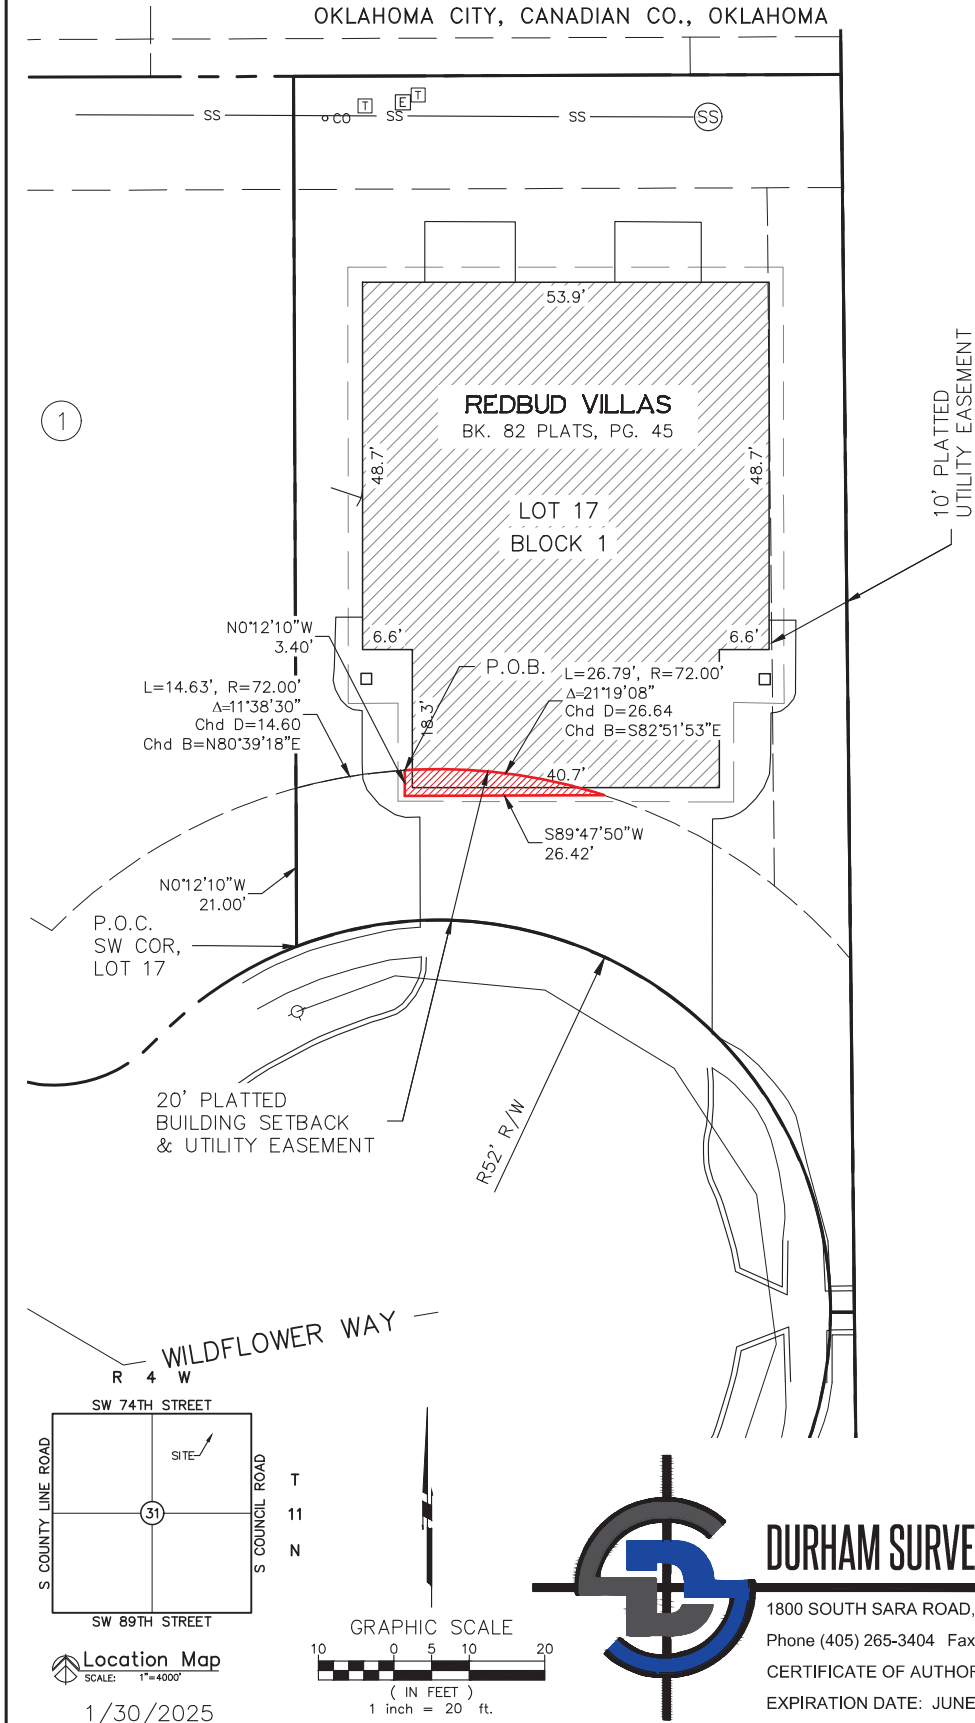 OKLAHOMA CITY, CANADIAN CO., OKLAHOMA
T
E
T
SS
CO
SS
SS
SS
53.9'
REDBUD VILLAS
BK. 82 PLATS, PG. 45
1
48.7'
48.7'
10' PLATTED
UTILITY EASEMENT
LOT 17
BLOCK 1
N0°12'10"W
3.40'
6.6'
6.6'
P.O.B.
L=14.63', R=72.00'
Δ=11°38'30"
Chd D=14.60
Chd B=N80°39'18"E
L=26.79', R=72.00'
Δ=21°19'08"
Chd D=26.64
Chd B=S82°51'53"E
18.3'
40.7'
S89°47'50"W
26.42'
N0°12'10"W
21.00'
P.O.C.
SW COR,
LOT 17
20' PLATTED
BUILDING SETBACK
& UTILITY EASEMENT
R52' R/W
WILDFLOWER WAY
R 4 W
SW 74TH STREET
S COUNTY LINE ROAD
SITE
31
S COUNCIL ROAD
T
11
N
SW 89TH STREET
Location Map
SCALE: 1"=4000'
1/30/2025
GRAPHIC SCALE
10 0 5 10 20
( IN FEET )
1 inch = 20 ft.
DURHAM SURVE
1800 SOUTH SARA ROAD,
Phone (405) 265-3404 Fax
CERTIFICATE OF AUTHOR
EXPIRATION DATE: JUNE